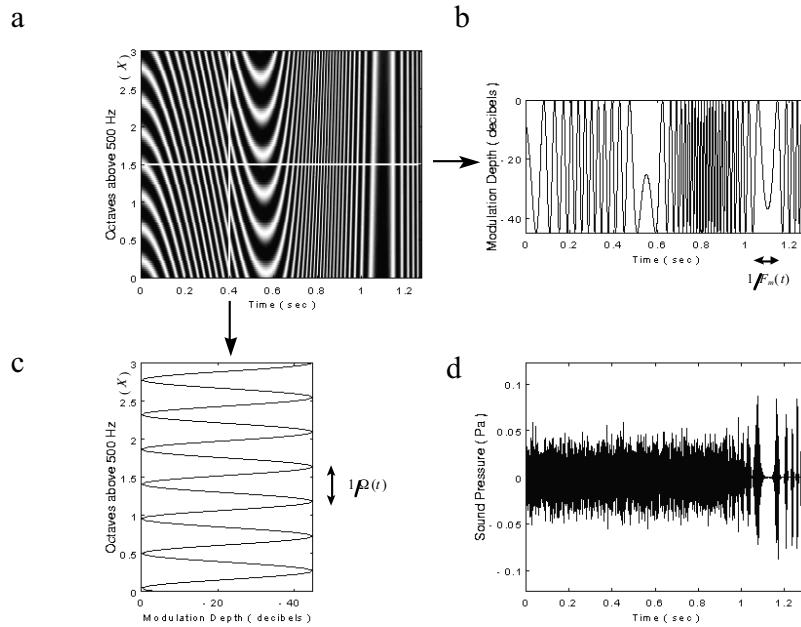 a
Octaves above 500 Hz
( X )
3
2.5
2
1.5
1
0.5
0
0 0.2 0.4 0.6 0.8 1 1.2
Time ( sec )
b
Modulation Depth ( decibels )
0
- 20
- 40
0 0.2 0.4 0.6 0.8 1 1.2
Time ( sec )
1/Fm(t)
c
Octaves above 500 Hz
( X )
3
2.5
2
1.5
1
0.5
0
0 - 20 - 40
Modulation Depth ( decibels )
1/Ω(t)
d
Sound Pressure ( Pa )
0.1
0.05
0
- 0.05
- 0.1
0 0.2 0.4 0.6 0.8 1 1.2
Time ( sec )